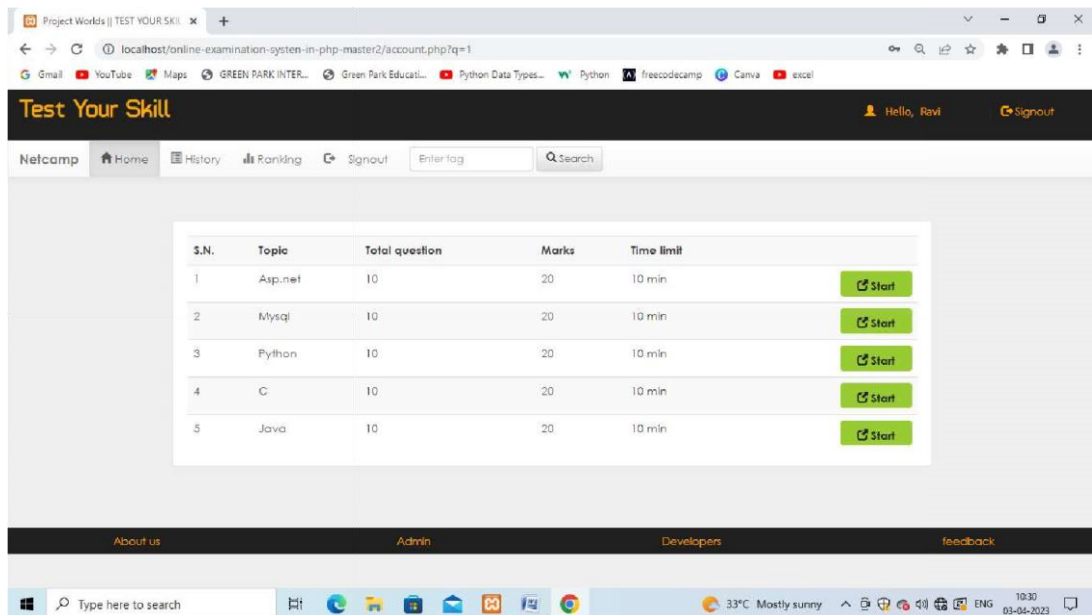 Project Worlds || TEST YOUR SKIL
localhost/online-examination-systen-in-php-master2/account.php?q=1
Gmail YouTube Maps GREEN PARK INTER... Green Park Educati... Python Data Types... Python freecodecamp Canva excel
Test Your Skill Hello, Ravi Signout
Netcamp Home History Ranking Signout Enter tag Search
S.N. Topic Total question Marks Time limit
1 Asp.net 10 20 10 min Start
2 Mysql 10 20 10 min Start
3 Python 10 20 10 min Start
4 C 10 20 10 min Start
5 Java 10 20 10 min Start
About us Admin Developers feedback
Type here to search 33°C Mostly sunny ENG 10:30
03-04-2023